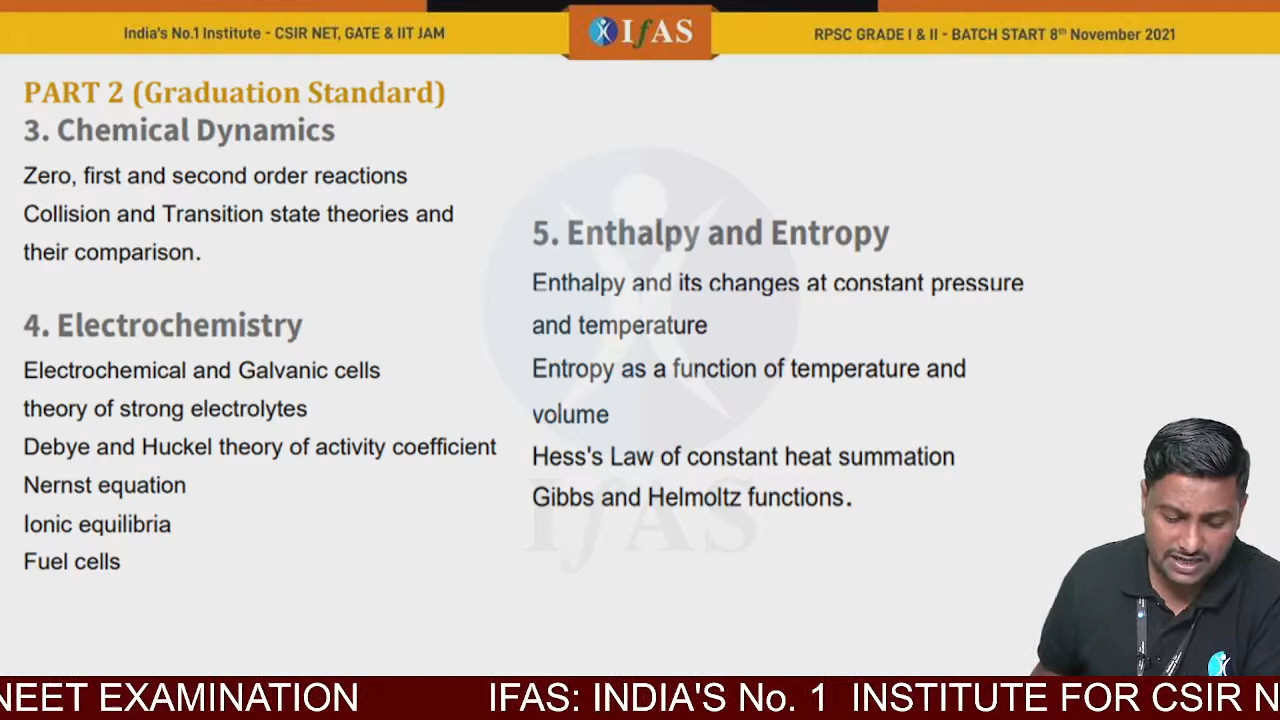 India's No.1 Institute - CSIR NET, GATE & IIT JAM
IfAS
RPSC GRADE I & II - BATCH START 8th November 2021
PART 2 (Graduation Standard)
3. Chemical Dynamics
Zero, first and second order reactions
Collision and Transition state theories and
their comparison.
4. Electrochemistry
Electrochemical and Galvanic cells
theory of strong electrolytes
Debye and Huckel theory of activity coefficient
Nernst equation
Ionic equilibria
Fuel cells
5. Enthalpy and Entropy
Enthalpy and its changes at constant pressure
and temperature
Entropy as a function of temperature and
volume
Hess's Law of constant heat summation
Gibbs and Helmoltz functions.
IfAS
NEET EXAMINATION IFAS: INDIA'S No. 1 INSTITUTE FOR CSIR N